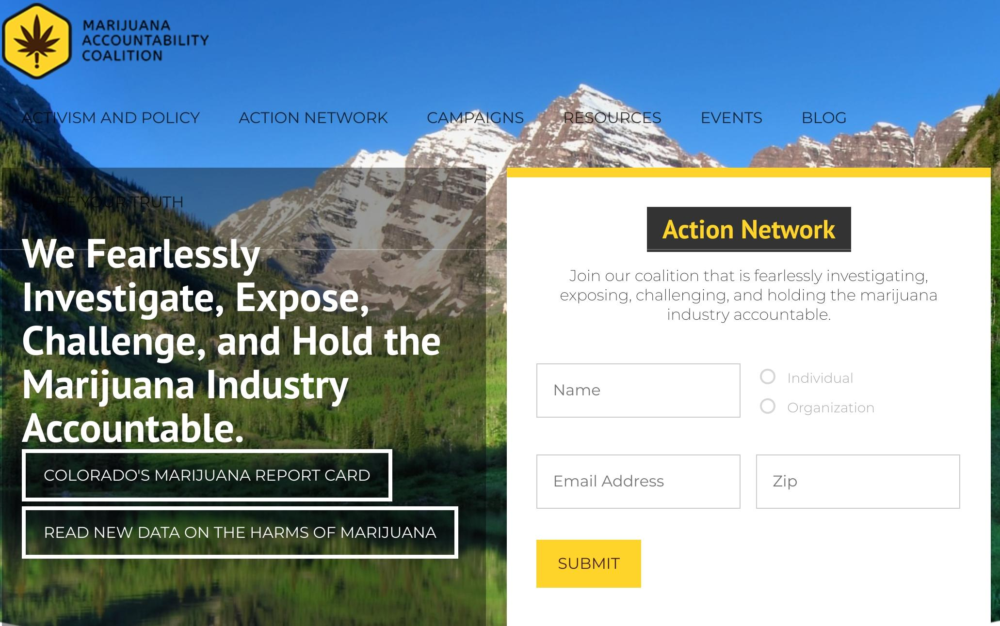 MARIJUANA
ACCOUNTABILITY
COALITION
ACTIVISM AND POLICY ACTION NETWORK CAMPAIGNS RESOURCES EVENTS BLOG
SHARE YOUR TRUTH
We Fearlessly
Investigate, Expose,
Challenge, and Hold the
Marijuana Industry
Accountable.
COLORADO'S MARIJUANA REPORT CARD
READ NEW DATA ON THE HARMS OF MARIJUANA
Action Network
Join our coalition that is fearlessly investigating,
exposing, challenging, and holding the marijuana
industry accountable.
Name
Individual
Organization
Email Address Zip
SUBMIT